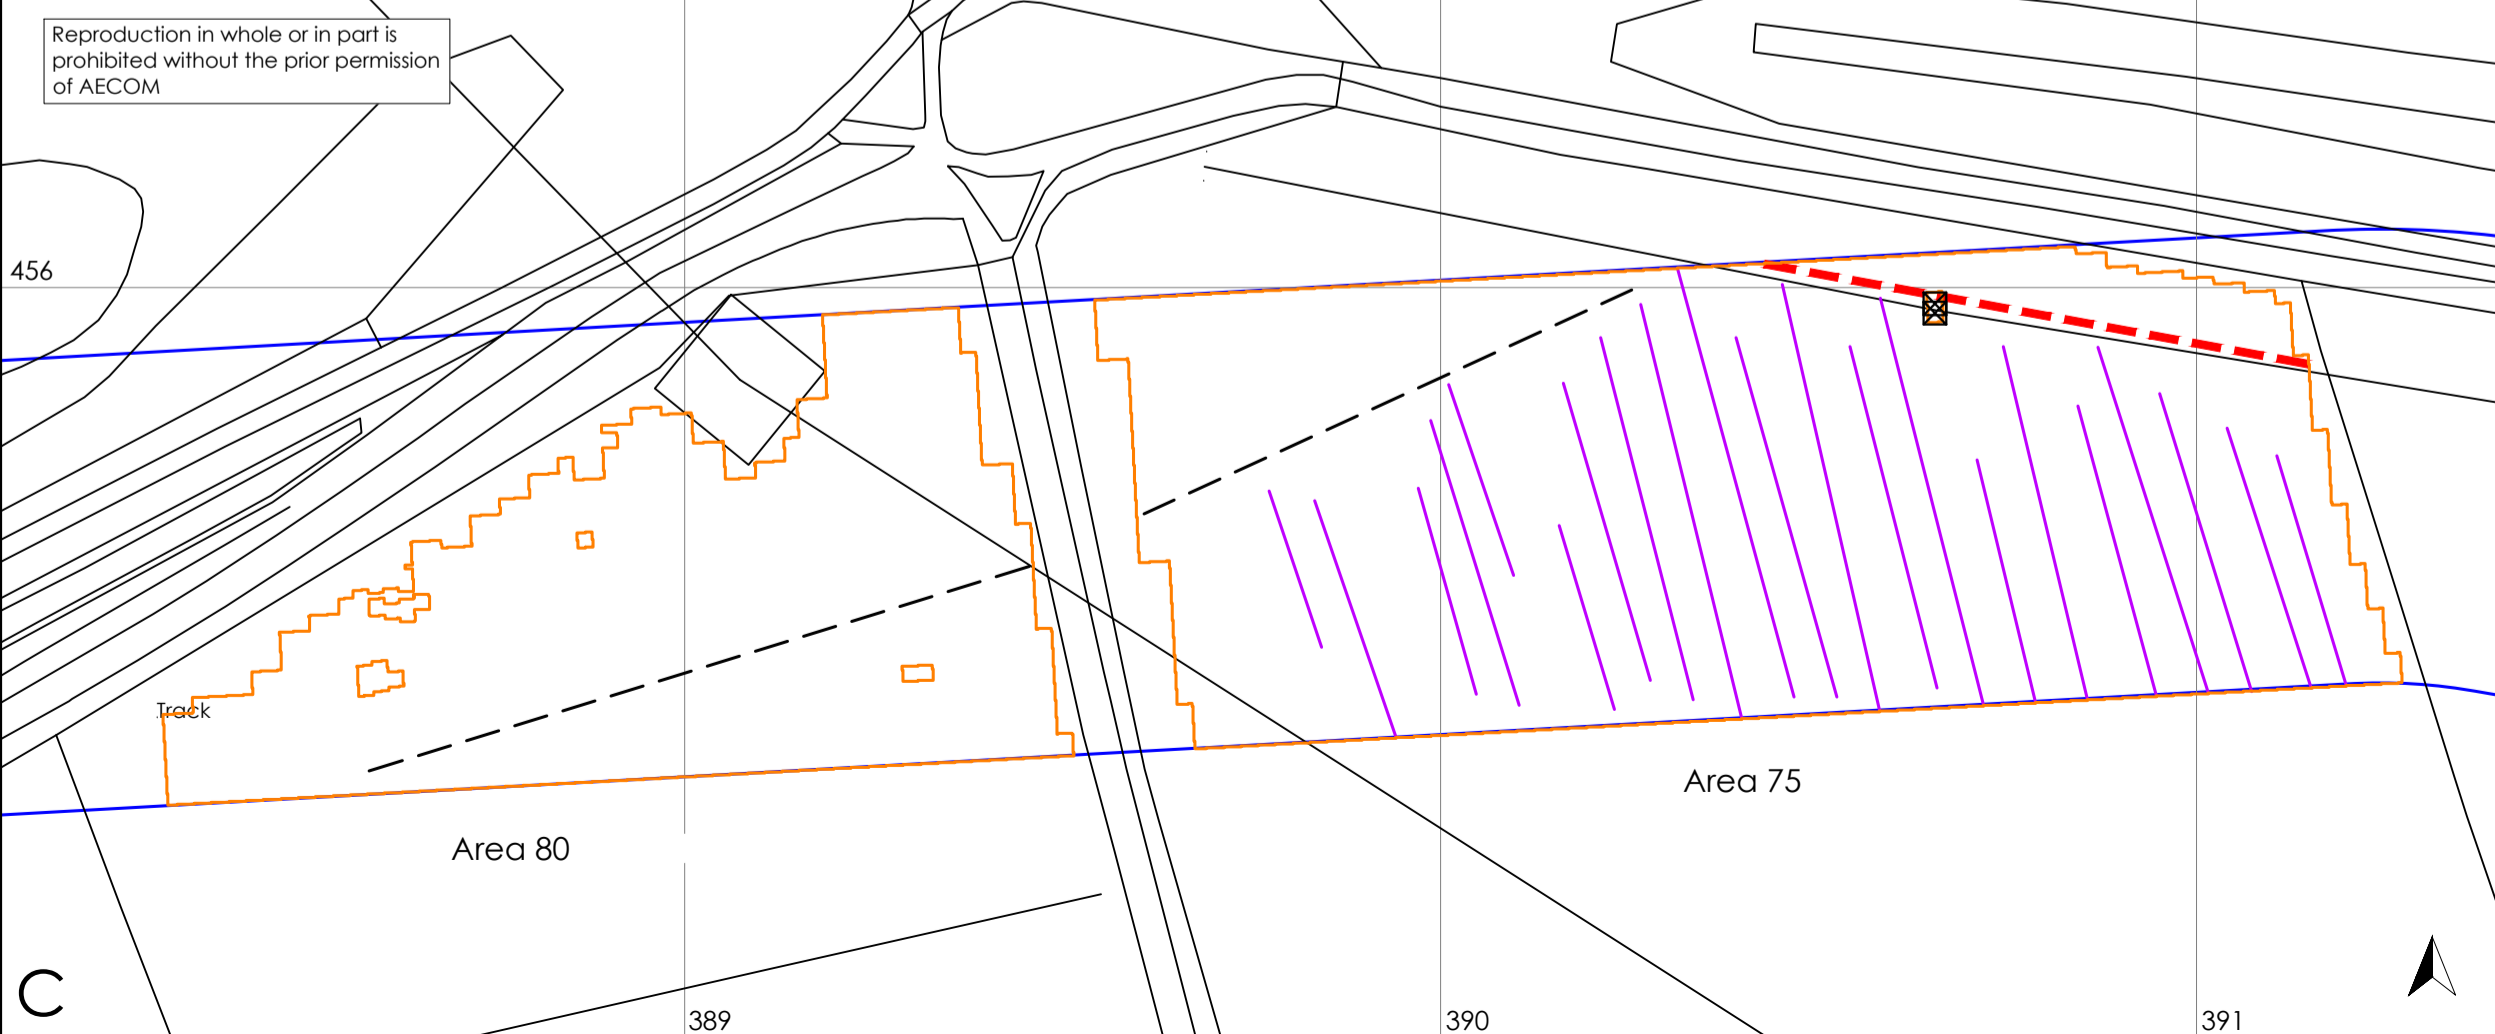 Reproduction in whole or in part is
prohibited without the prior permission
of AECOM
456
Track
Area 75
Area 80
C
389
390
391